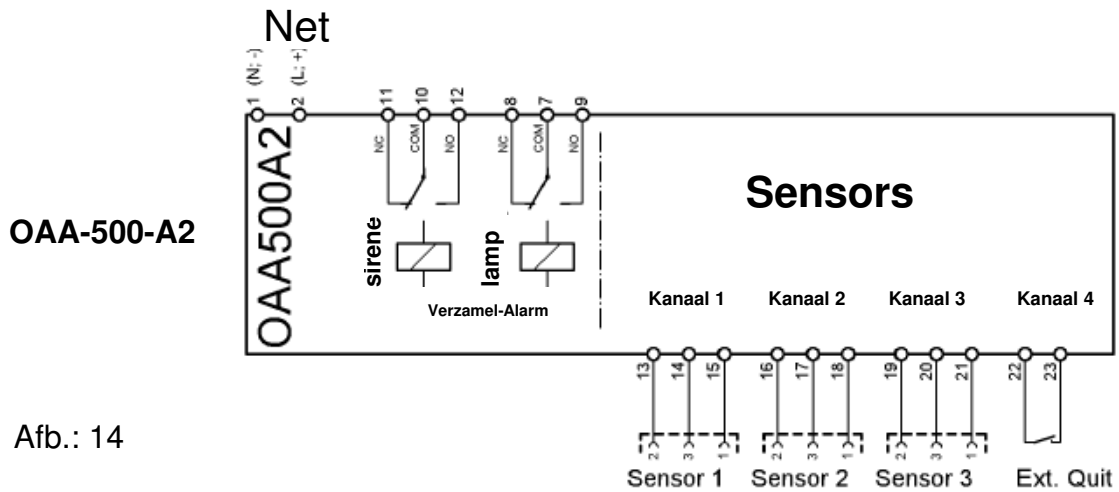 Net
1 (N; -)
2 (L; +)
11 10 12 8 7 9
NC COM NO NC COM NO
OAA500A2
OAA-500-A2
sirene
lamp
Sensors
Verzamel-Alarm
Kanaal 1 Kanaal 2 Kanaal 3 Kanaal 4
13 14 15 16 17 18 19 20 21 22 23
2 3 1 2 3 1 2 3 1
Afb.: 14
Sensor 1 Sensor 2 Sensor 3 Ext. Quit